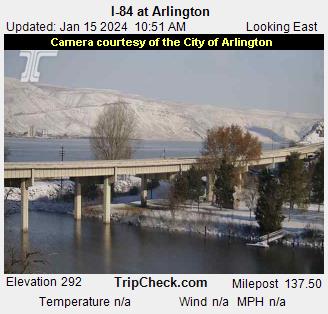 I-84 at Arlington
Updated: Jan 15 2024 10:51 AM Looking East
Camera courtesy of the City of Arlington
Elevation 292 TripCheck.com Milepost 137.50
Temperature n/a Wind n/a MPH n/a